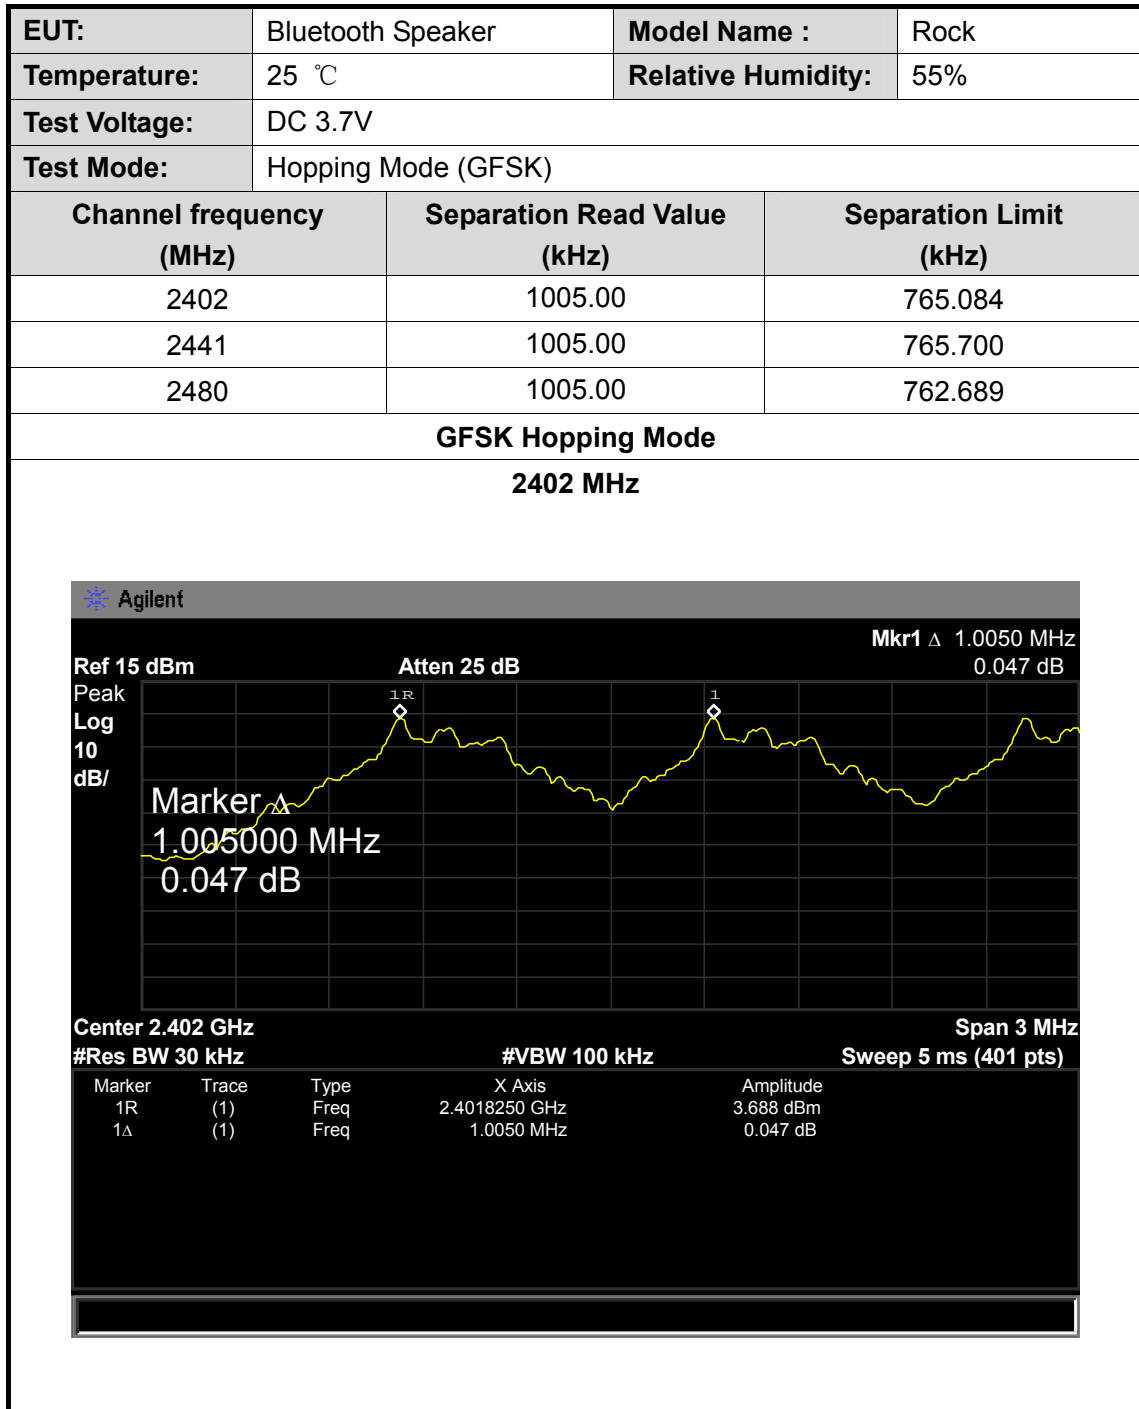 EUT: Bluetooth Speaker Model Name : Rock
Temperature: 25 ℃ Relative Humidity: 55%
Test Voltage: DC 3.7V
Test Mode: Hopping Mode (GFSK)
Channel frequency Separation Read Value Separation Limit
(MHz) (kHz) (kHz)
2402 1005.00 765.084
2441 1005.00 765.700
2480 1005.00 762.689
GFSK Hopping Mode
2402 MHz
Agilent
Mkr1 Δ 1.0050 MHz
Ref 15 dBm Atten 25 dB 0.047 dB
Peak
1R 1
Log
10
dB/
Marker Δ
1.005000 MHz
0.047 dB
Center 2.402 GHz Span 3 MHz
#Res BW 30 kHz #VBW 100 kHz Sweep 5 ms (401 pts)
Marker Trace Type X Axis Amplitude
1R (1) Freq 2.4018250 GHz 3.688 dBm
1Δ (1) Freq 1.0050 MHz 0.047 dB